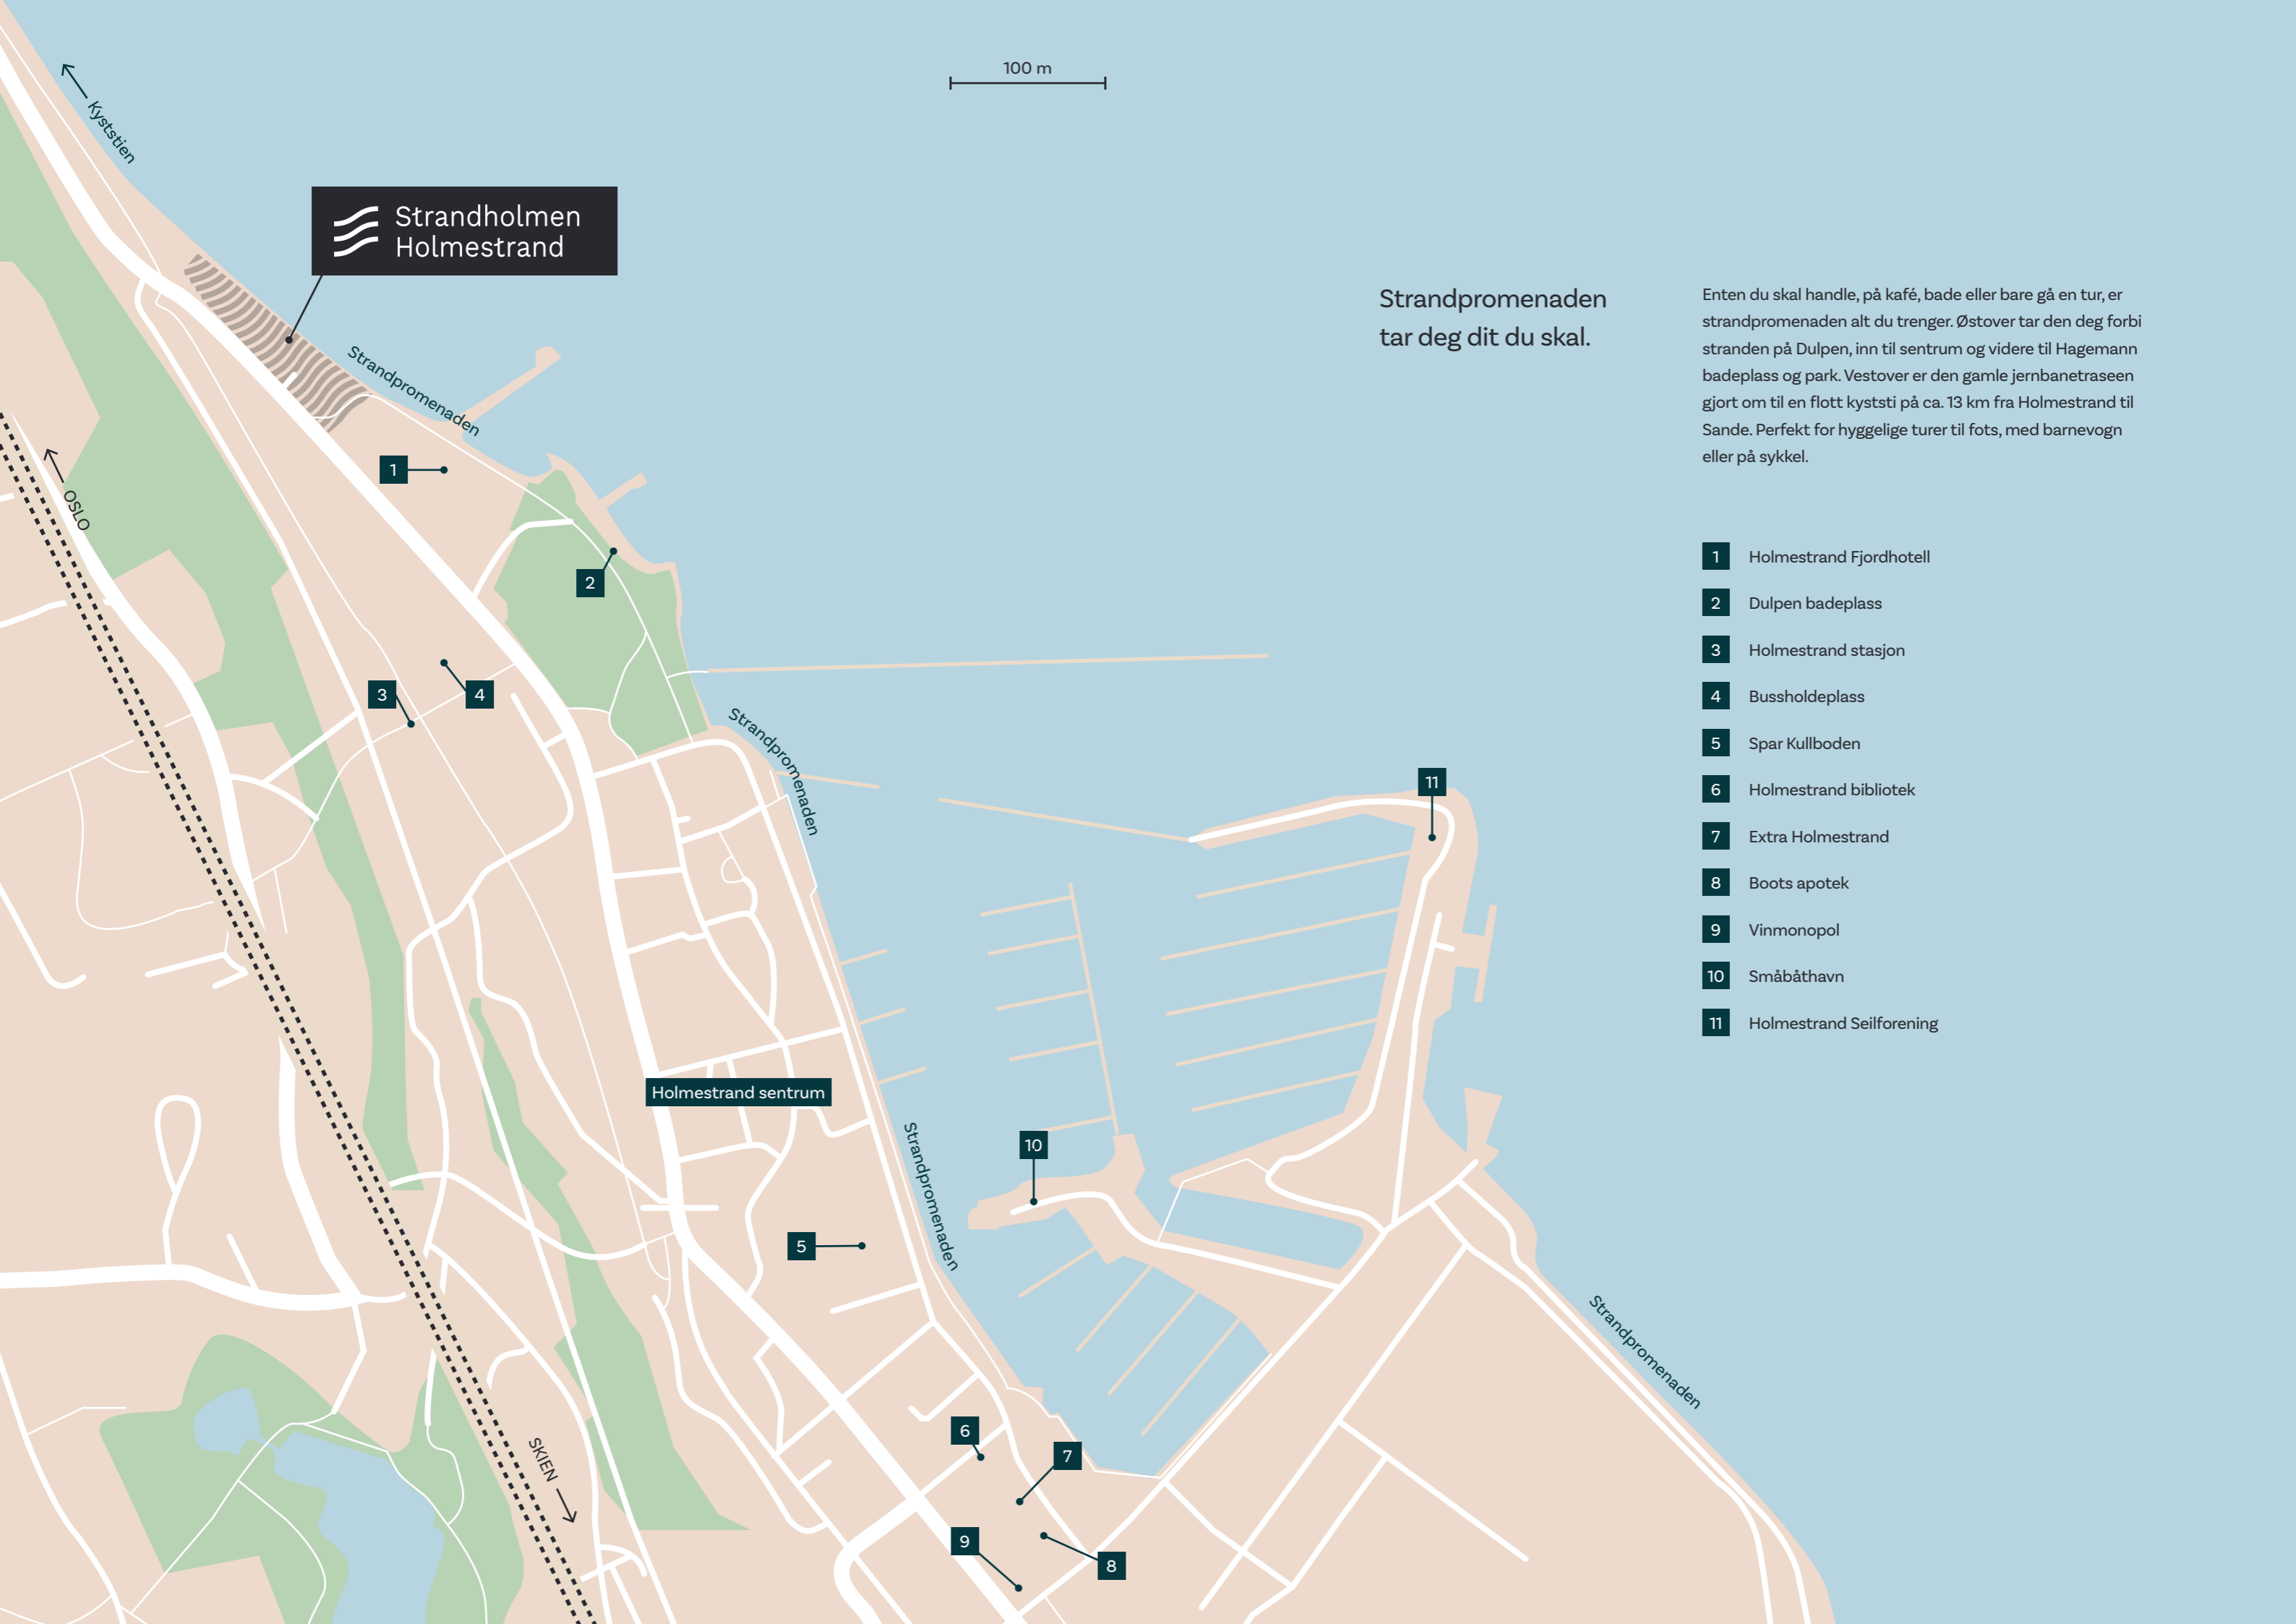 100 m
Kyststien
Strandholmen
Holmestrand
Strandpromenaden
tar deg dit du skal.
Enten du skal handle, på kafé, bade eller bare gå en tur, er
strandpromenaden alt du trenger. Østover tar den deg forbi
stranden på Dulpen, inn til sentrum og videre til Hagemann
badeplass og park. Vestover er den gamle jernbanetraseen
gjort om til en flott kyststi på ca. 13 km fra Holmestrand til
Sande. Perfekt for hyggelige turer til fots, med barnevogn
eller på sykkel.
1 Holmestrand Fjordhotell
2 Dulpen badeplass
3 Holmestrand stasjon
4 Bussholdeplass
5 Spar Kullboden
6 Holmestrand bibliotek
7 Extra Holmestrand
8 Boots apotek
9 Vinmonopol
10 Småbåthavn
11 Holmestrand Seilforening
Strandpromenaden
1
OSLO
2
3
4
Strandpromenaden
11
Holmestrand sentrum
10
Strandpromenaden
5
Strandpromenaden
6
7
SKIEN
9
8